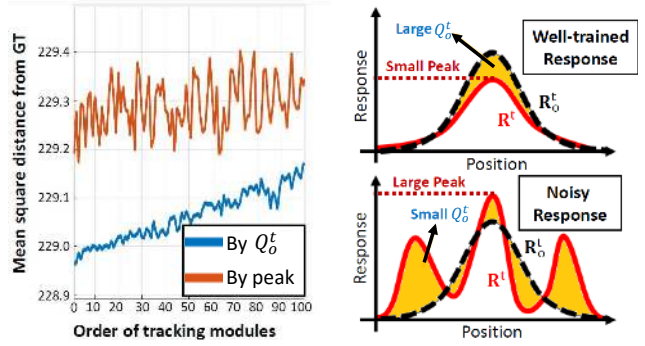 Mean square distance from GT
229.4
229.3
229.2
229.1
229.0
228.9
0 10 20 30 40 50 60 70 80 90 100
Order of tracking modules
By Q_o^t
By peak
Large Q_o^t
Well-trained
Response
Small Peak
R_o^t
R^t
Response
Position
Large Peak
Noisy
Response
Small Q_o^t
R_o^t
R^t
Response
Position